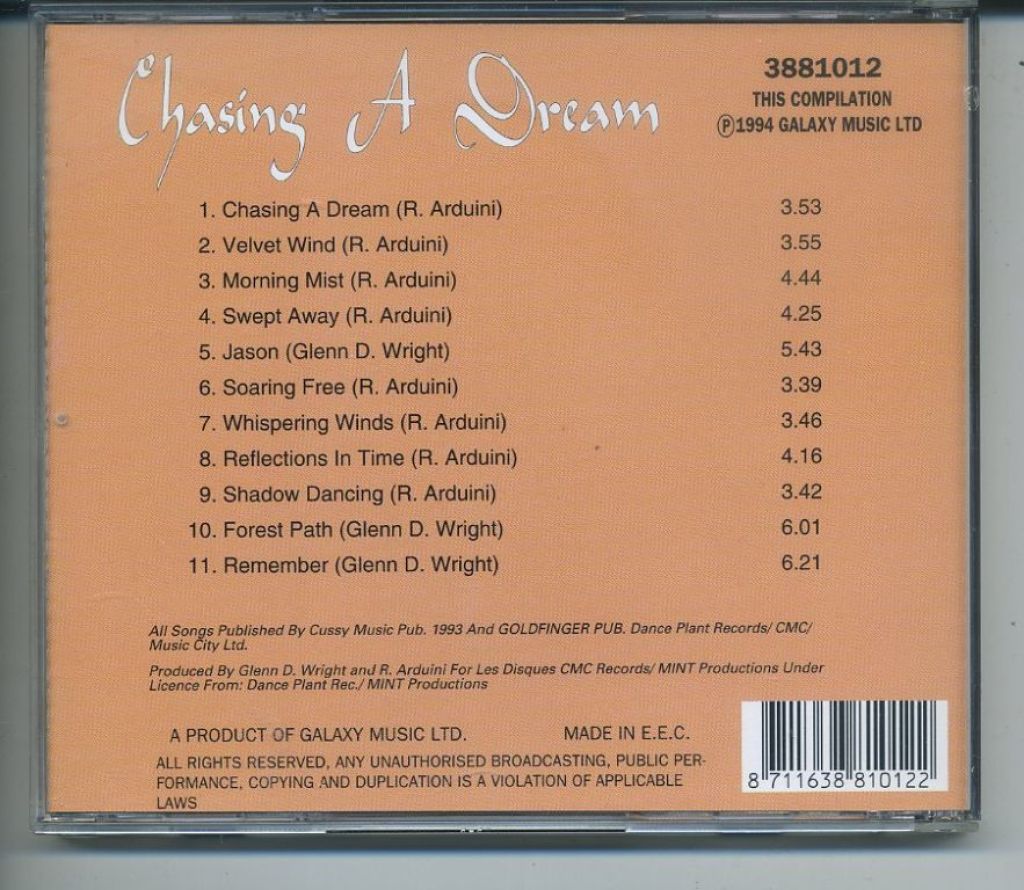 Chasing A Dream
3881012
THIS COMPILATION
Ⓟ1994 GALAXY MUSIC LTD
1. Chasing A Dream (R. Arduini) 3.53
2. Velvet Wind (R. Arduini) 3.55
3. Morning Mist (R. Arduini) 4.44
4. Swept Away (R. Arduini) 4.25
5. Jason (Glenn D. Wright) 5.43
6. Soaring Free (R. Arduini) 3.39
7. Whispering Winds (R. Arduini) 3.46
8. Reflections In Time (R. Arduini) 4.16
9. Shadow Dancing (R. Arduini) 3.42
10. Forest Path (Glenn D. Wright) 6.01
11. Remember (Glenn D. Wright) 6.21
All Songs Published By Cussy Music Pub. 1993 And GOLDFINGER PUB. Dance Plant Records/ CMC/
Music City Ltd.
Produced By Glenn D. Wright and R. Arduini For Les Disques CMC Records/ MINT Productions Under
Licence From: Dance Plant Rec./ MINT Productions
A PRODUCT OF GALAXY MUSIC LTD. MADE IN E.E.C.
ALL RIGHTS RESERVED, ANY UNAUTHORISED BROADCASTING, PUBLIC PER-
FORMANCE, COPYING AND DUPLICATION IS A VIOLATION OF APPLICABLE
LAWS
8 711638 810122